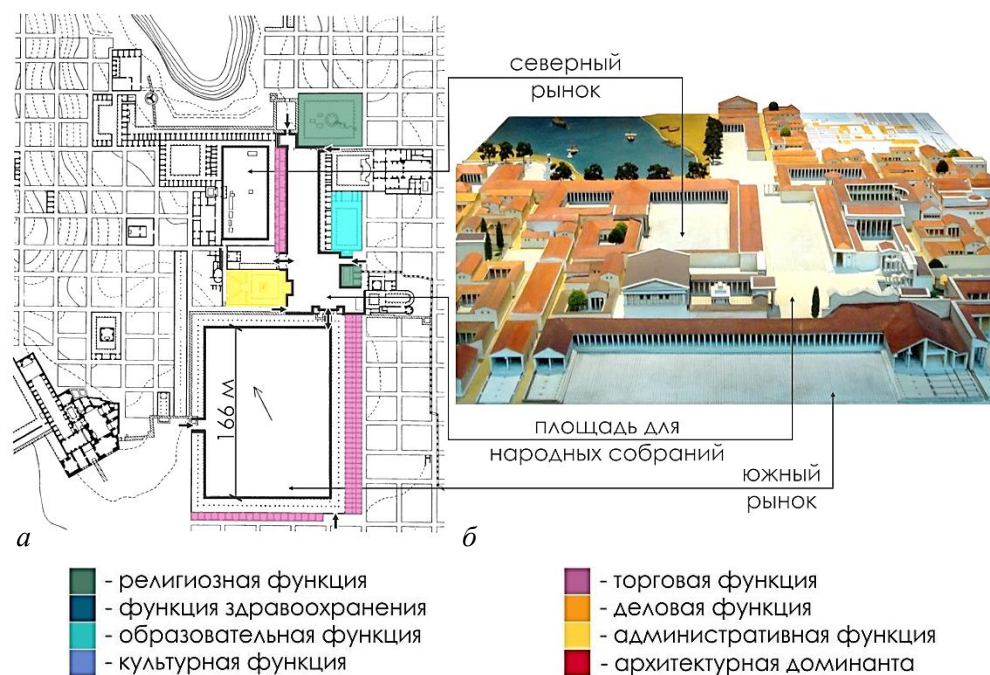 северный
рынок
166 м
площадь для
народных собраний
южный
рынок
а
б
- религиозная функция
- функция здравоохранения
- образовательная функция
- культурная функция
- торговая функция
- деловая функция
- административная функция
- архитектурная доминанта